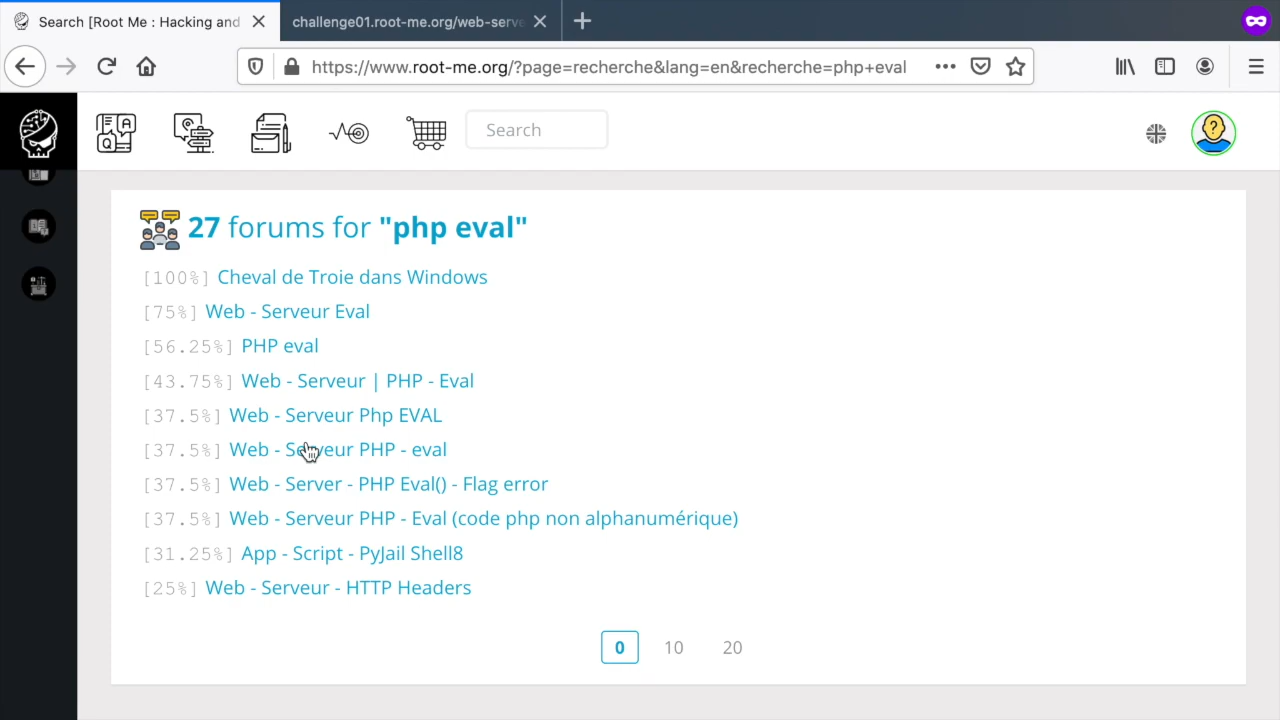 Search [Root Me : Hacking and
challenge01.root-me.org/web-serve
https://www.root-me.org/?page=recherche&lang=en&recherche=php+eval
Q A
Search
27 forums for "php eval"
[100%] Cheval de Troie dans Windows
[75%] Web - Serveur Eval
[56.25%] PHP eval
[43.75%] Web - Serveur | PHP - Eval
[37.5%] Web - Serveur Php EVAL
[37.5%] Web - Serveur PHP - eval
[37.5%] Web - Server - PHP Eval() - Flag error
[37.5%] Web - Serveur PHP - Eval (code php non alphanumérique)
[31.25%] App - Script - PyJail Shell8
[25%] Web - Serveur - HTTP Headers
0 10 20